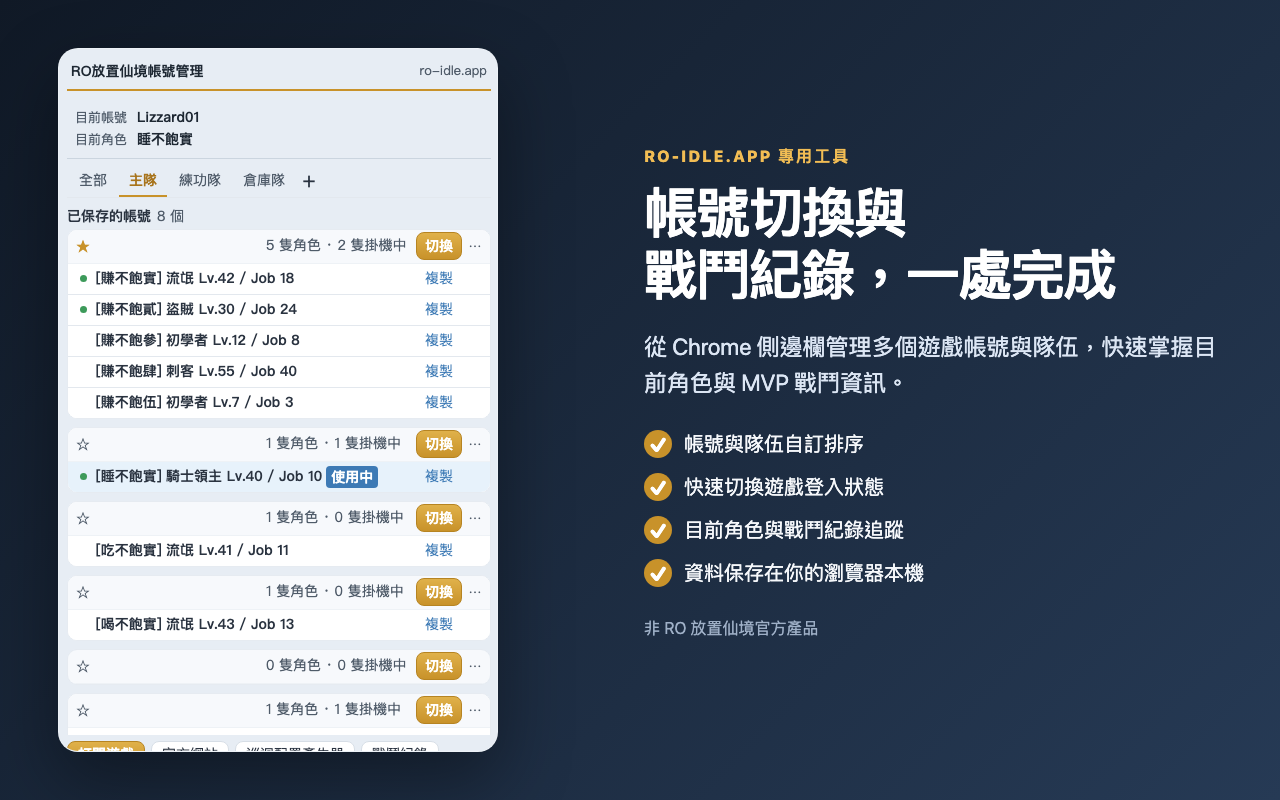 RO放置仙境帳號管理 ro-idle.app
目前帳號 Lizzard01
目前角色 睡不飽實
全部 主隊 練功隊 倉庫隊 +
已保存的帳號 8 個
★ 5 隻角色 · 2 隻掛機中 切換 ···
[賺不飽實] 流氓 Lv.42 / Job 18 複製
[賺不飽貳] 盜賊 Lv.30 / Job 24 複製
[賺不飽參] 初學者 Lv.12 / Job 8 複製
[賺不飽肆] 刺客 Lv.55 / Job 40 複製
[賺不飽伍] 初學者 Lv.7 / Job 3 複製
☆ 1 隻角色 · 1 隻掛機中 切換 ···
[睡不飽實] 騎士領主 Lv.40 / Job 10 使用中 複製
☆ 1 隻角色 · 0 隻掛機中 切換 ···
[吃不飽實] 流氓 Lv.41 / Job 11 複製
☆ 1 隻角色 · 0 隻掛機中 切換 ···
[喝不飽實] 流氓 Lv.43 / Job 13 複製
☆ 0 隻角色 · 0 隻掛機中 切換 ···
☆ 1 隻角色 · 1 隻掛機中 切換 ···
RO-IDLE.APP 專用工具
帳號切換與
戰鬥紀錄，一處完成
從 Chrome 側邊欄管理多個遊戲帳號與隊伍，快速掌握目
前角色與 MVP 戰鬥資訊。
帳號與隊伍自訂排序
快速切換遊戲登入狀態
目前角色與戰鬥紀錄追蹤
資料保存在你的瀏覽器本機
非 RO 放置仙境官方產品